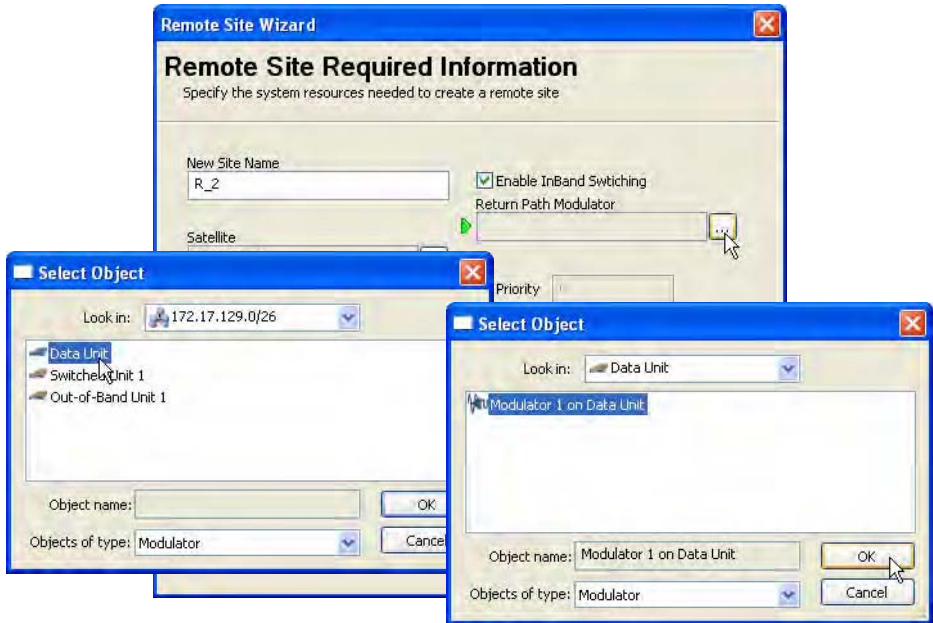 Remote Site Wizard
Remote Site Required Information
Specify the system resources needed to create a remote site
New Site Name
R_2
Enable InBand Swtiching
Return Path Modulator
...
Satellite
Priority
Select Object
Look in: 172.17.129.0/26
Data Unit
Switched Unit 1
Out-of-Band Unit 1
Object name:
OK
Objects of type: Modulator
Cancel
Select Object
Look in: Data Unit
Modulator 1 on Data Unit
Object name: Modulator 1 on Data Unit
OK
Objects of type: Modulator
Cancel